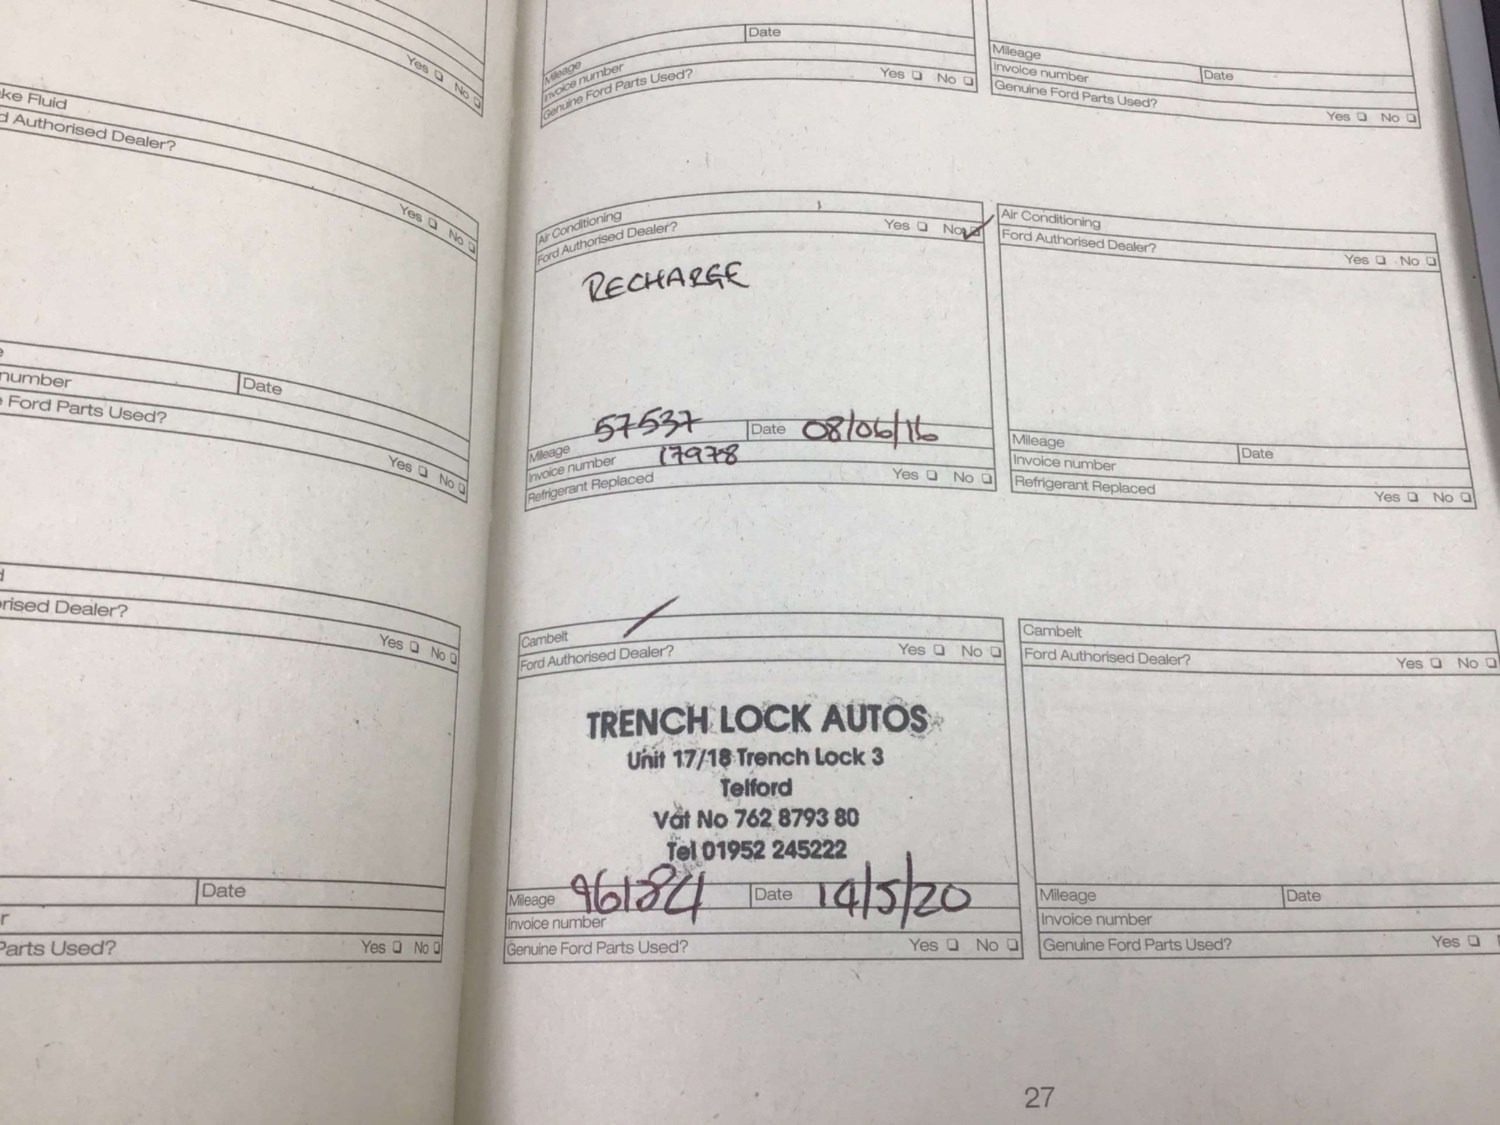 Yes ❑ No ❑
ke Fluid
d Authorised Dealer?
Yes ❑ No ❑
number
Date
Ford Parts Used?
Yes ❑ No ❑
rised Dealer?
Yes ❑ No ❑
Date
r
Parts Used?
Yes ❑ No ❑
Mileage
Date
Invoice number
Genuine Ford Parts Used?
Yes ❑ No ❑
Mileage
Invoice number
Date
Genuine Ford Parts Used?
Yes ❑ No ❑
Air Conditioning
Ford Authorised Dealer?
Yes ❑ No ✓
RECHARGE
Mileage 57537
Date 08/06/16
Invoice number 17978
Refrigerant Replaced
Yes ❑ No ❑
Air Conditioning
Ford Authorised Dealer?
Yes ❑ No ❑
Mileage
Date
Invoice number
Refrigerant Replaced
Yes ❑ No ❑
Cambelt
Ford Authorised Dealer?
Yes ❑ No ❑
TRENCH LOCK AUTOS
Unit 17/18 Trench Lock 3
Telford
Vat No 762 8793 80
Tel 01952 245222
Mileage 96184
Date 14/5/20
Invoice number
Genuine Ford Parts Used?
Yes ❑ No ❑
Cambelt
Ford Authorised Dealer?
Yes ❑ No ❑
Mileage
Date
Invoice number
Genuine Ford Parts Used?
Yes ❑
27